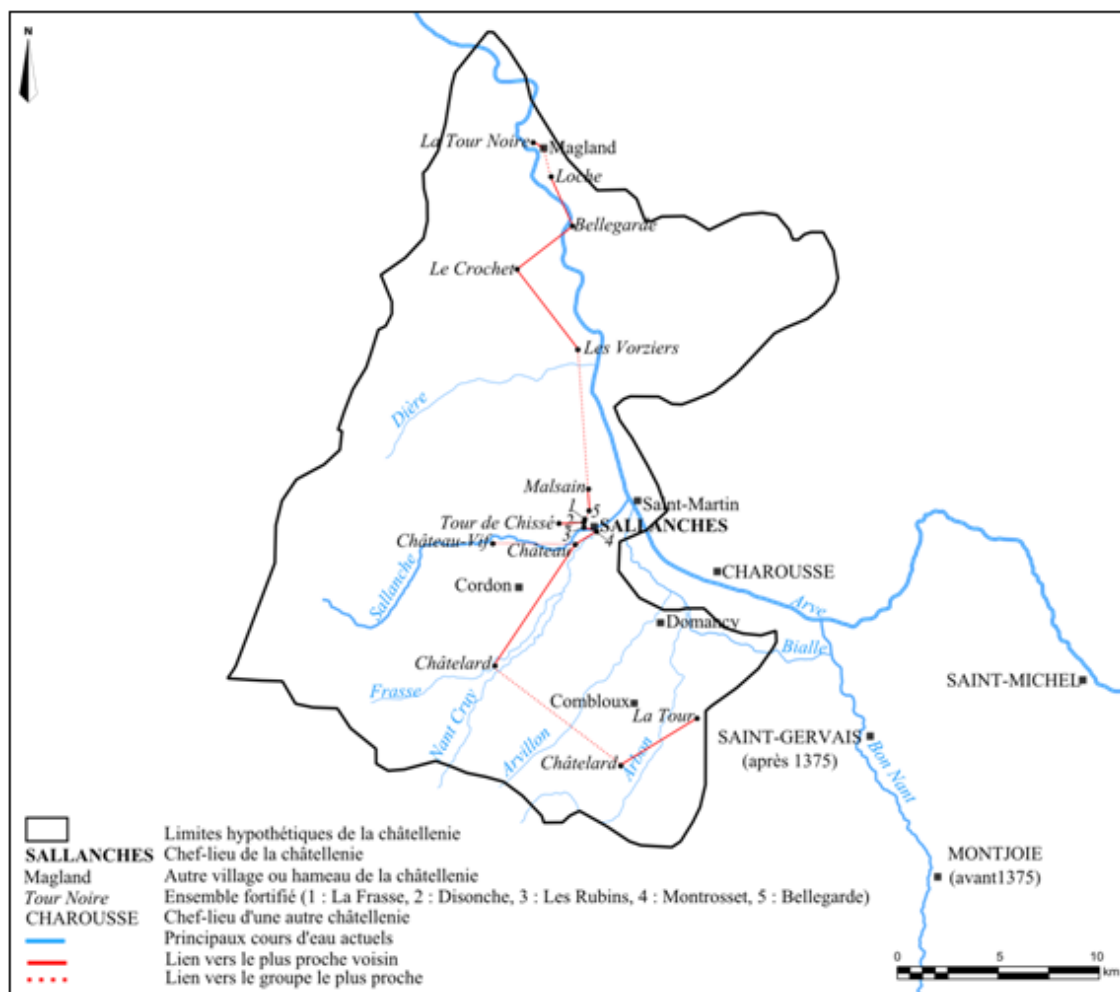 N
La Tour Noire
Magland
Loche
Bellegarde
Le Crochet
Les Vorziers
Dière
Malsain
1
5
Saint-Martin
2
Tour de Chissé
SALLANCHES
Château-Vif
3
Château
4
CHAROUSSE
Cordon
Sallanche
Arve
Domancy
Bialle
Châtelard
SAINT-MICHEL
Frasse
Combloux
La Tour
Nant Cruy
SAINT-GERVAIS
(après 1375)
Arvillon
Arbon
Châtelard
Bon Nant
MONTJOIE
(avant1375)
Limites hypothétiques de la châtellenie
SALLANCHES Chef-lieu de la châtellenie
Magland Autre village ou hameau de la châtellenie
Tour Noire Ensemble fortifié (1 : La Frasse, 2 : Disonche, 3 : Les Rubins, 4 : Montrosset, 5 : Bellegarde)
CHAROUSSE Chef-lieu d'une autre châtellenie
Principaux cours d'eau actuels
Lien vers le plus proche voisin
Lien vers le groupe le plus proche
0 5 10
km